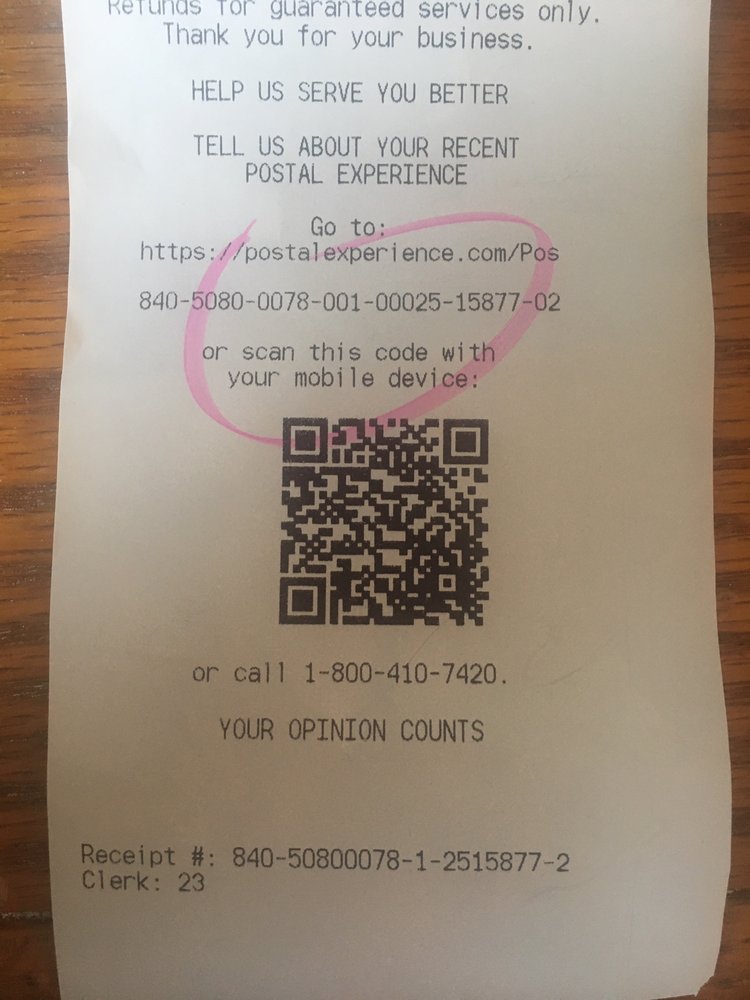 Refunds for guaranteed services only.
Thank you for your business.
HELP US SERVE YOU BETTER
TELL US ABOUT YOUR RECENT
POSTAL EXPERIENCE
Go to:
https://postalexperience.com/Pos
840-5080-0078-001-00025-15877-02
or scan this code with
your mobile device:
or call 1-800-410-7420.
YOUR OPINION COUNTS
Receipt #: 840-50800078-1-2515877-2
Clerk: 23